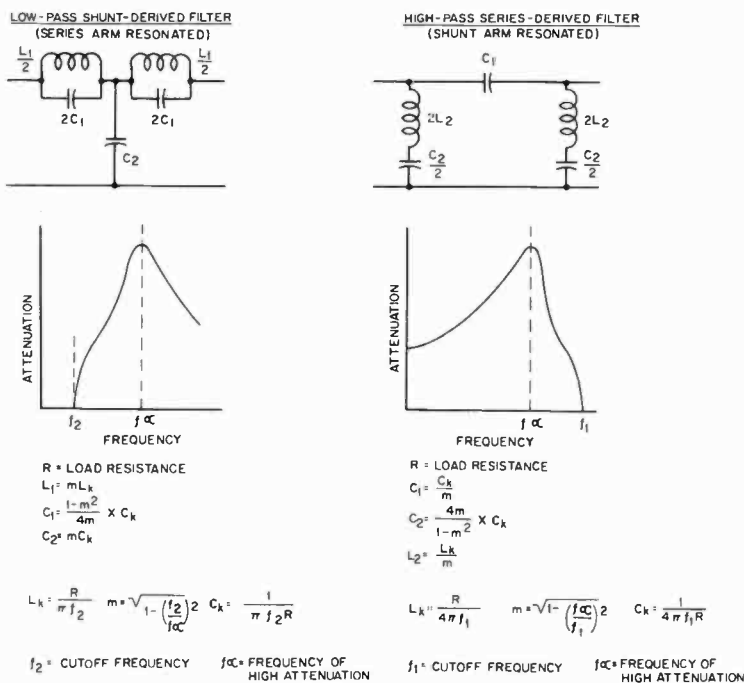 LOW-PASS SHUNT-DERIVED FILTER
(SERIES ARM RESONATED)
L1/2
L1/2
2C1
2C1
C2
ATTENUATION
f2
f∝
FREQUENCY
R = LOAD RESISTANCE
L1 = mLk
C1 = 1-m²/4m X Ck
C2 = mCk
Lk = R/πf2 m = √1-(f2/f∝)2 Ck = 1/πf2R
f2 = CUTOFF FREQUENCY f∝ = FREQUENCY OF
HIGH ATTENUATION
HIGH-PASS SERIES-DERIVED FILTER
(SHUNT ARM RESONATED)
C1
2L2
2L2
C2/2
C2/2
ATTENUATION
f∝
f1
FREQUENCY
R = LOAD RESISTANCE
C1 = Ck/m
C2 = 4m/1-m² X Ck
L2 = Lk/m
Lk = R/4πf1 m = √1-(f∝/f1)2 Ck = 1/4πf1R
f1 = CUTOFF FREQUENCY f∝ = FREQUENCY OF
HIGH ATTENUATION